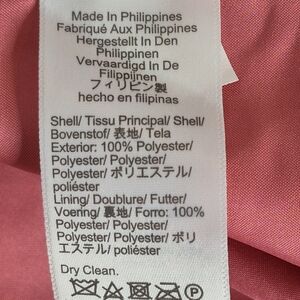 Made In Philippines
Fabriqué Aux Philippines
Hergestellt In Den
Philippinen
Vervaardigd In De
Filippijnen
フィリピン製
hecho en filipinas
Shell/ Tissu Principal/ Shell/
Bovenstof/ 表地/ Tela
Exterior: 100% Polyester/
Polyester/ Polyester/
Polyester/ ポリエステル/
poliéster
Lining/ Doublure/ Futter/
Voering/ 裏地/ Forro: 100%
Polyester/ Polyester/
Polyester/ Polyester/ ポリ
エステル/ poliéster
Dry Clean.